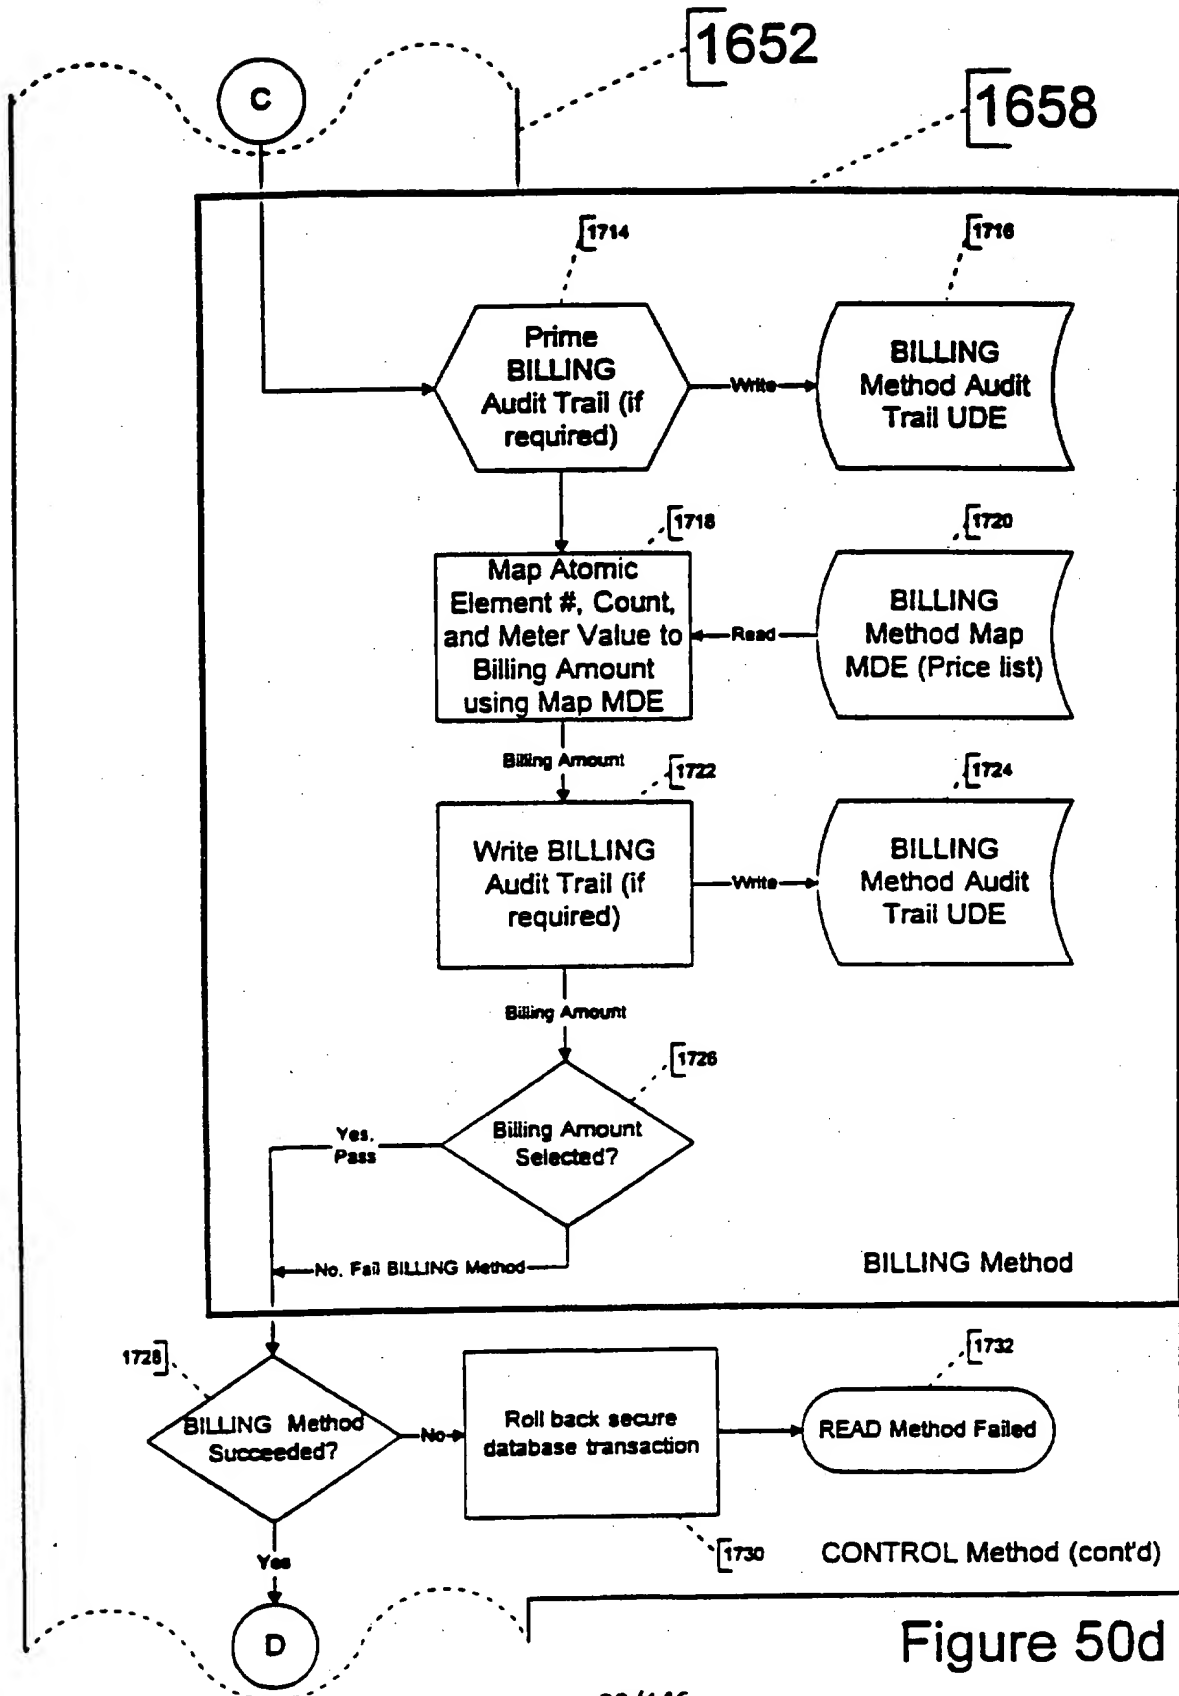 1652
C
1658
1714
1716
Prime
BILLING
Audit Trail (if
required)
Write
BILLING
Method Audit
Trail UDE
1718
1720
Map Atomic
Element #, Count,
and Meter Value to
Billing Amount
using Map MDE
Read
BILLING
Method Map
MDE (Price list)
Billing Amount
1722
1724
Write BILLING
Audit Trail (if
required)
Write
BILLING
Method Audit
Trail UDE
Billing Amount
1726
Billing Amount
Selected?
Yes,
Pass
No, Fail BILLING Method
BILLING Method
1728
1732
BILLING Method
Succeeded?
No
Roll back secure
database transaction
READ Method Failed
1730
CONTROL Method (cont'd)
Yes
D
Figure 50d